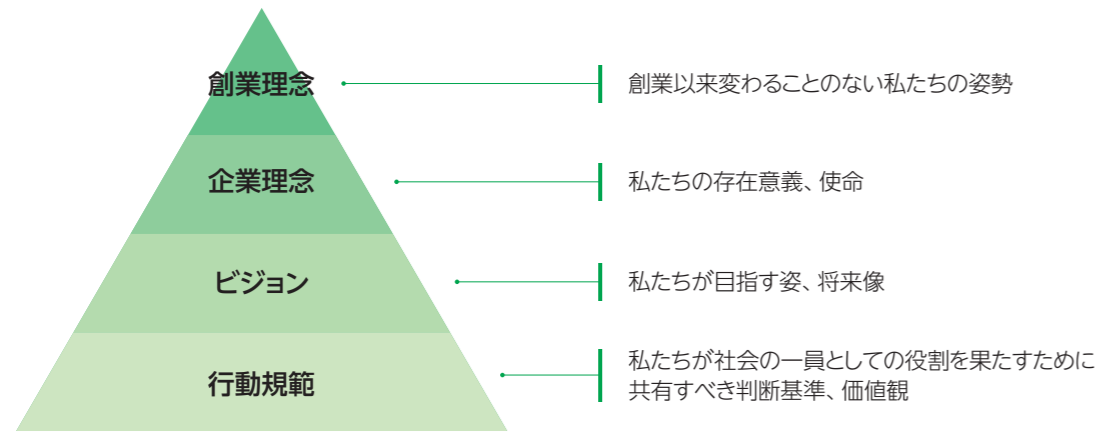 創業理念
創業以来変わることのない私たちの姿勢
企業理念
私たちの存在意義、使命
ビジョン
私たちが目指す姿、将来像
行動規範
私たちが社会の一員としての役割を果たすために
共有すべき判断基準、価値観